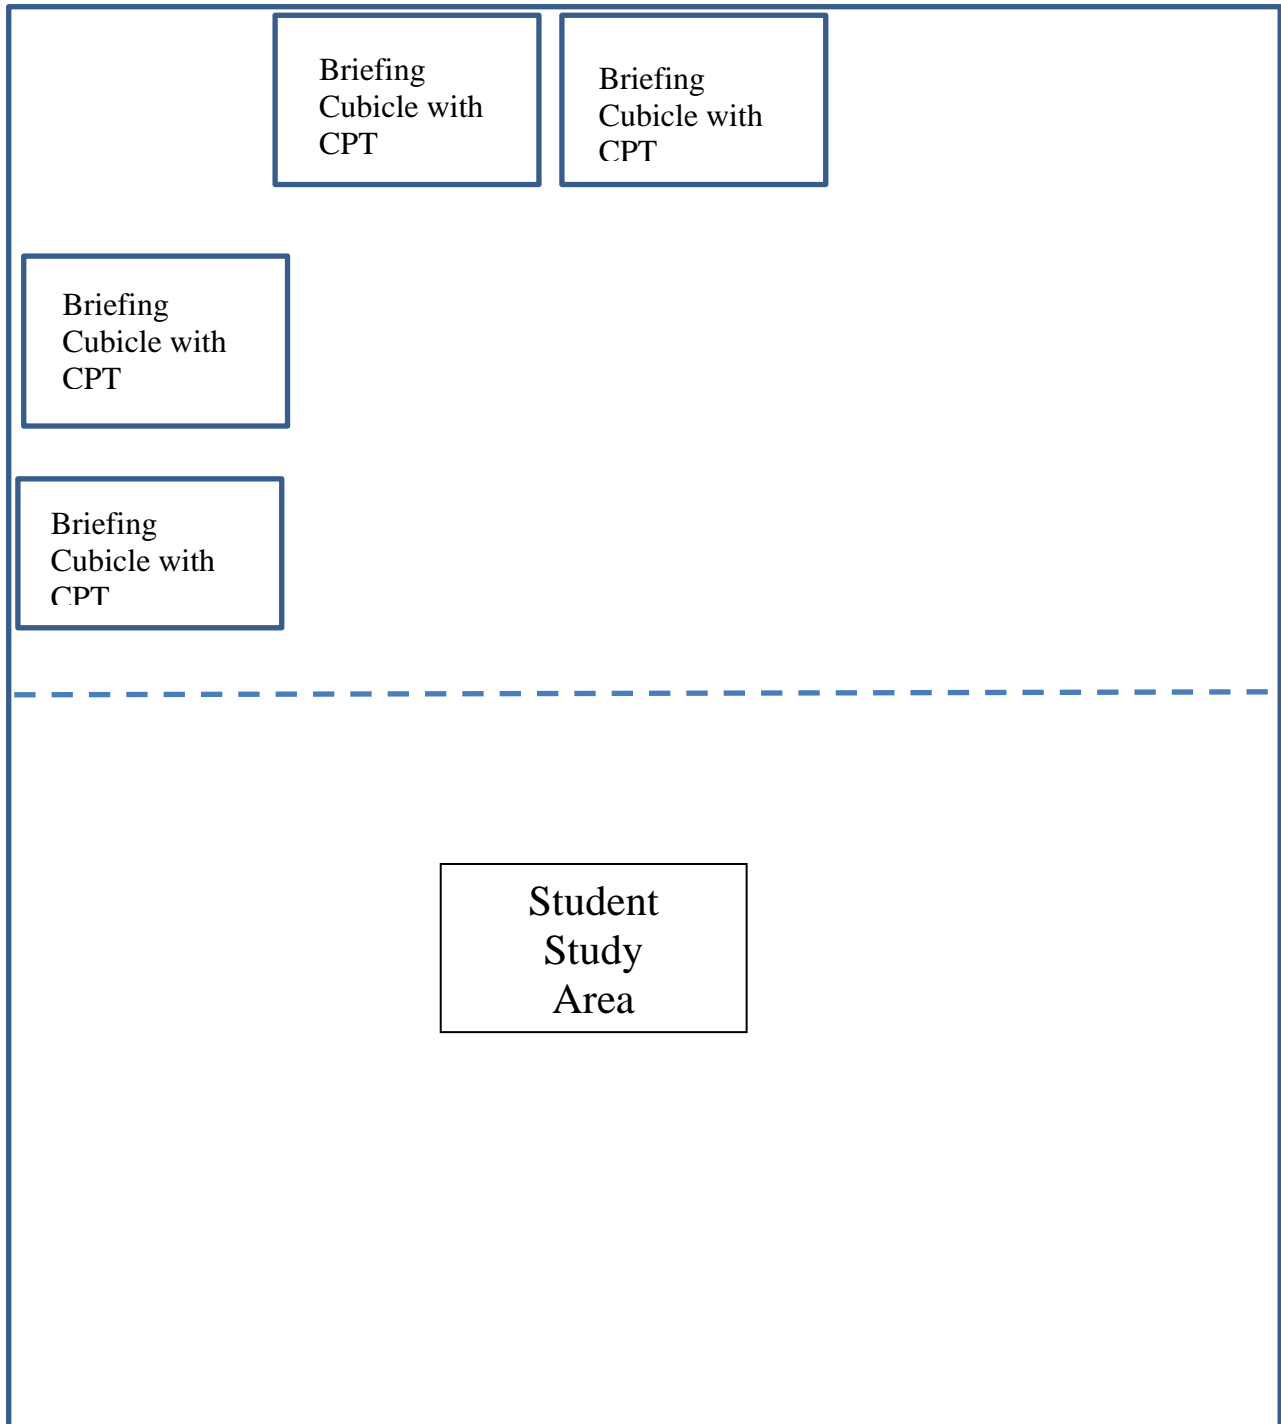 Briefing
Cubicle with
CPT
Briefing
Cubicle with
CPT
Briefing
Cubicle with
CPT
Briefing
Cubicle with
CPT
Student
Study
Area